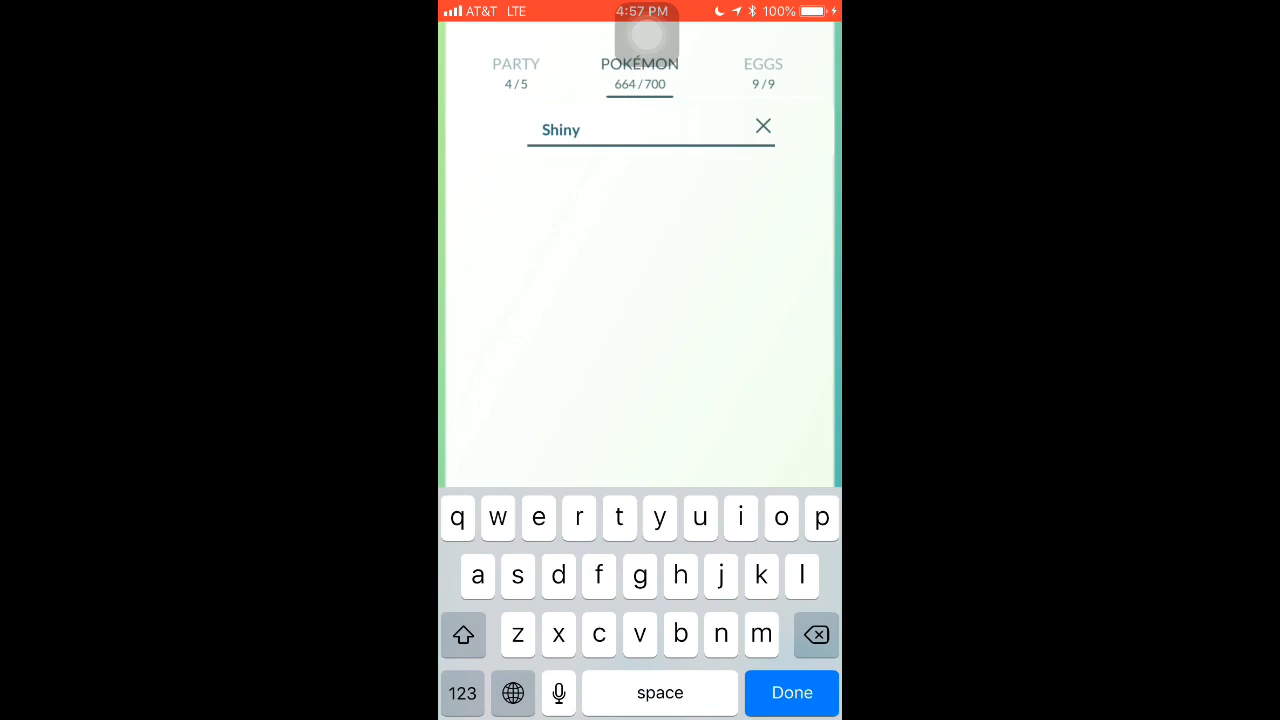 AT&T LTE 4:57 PM 100%
PARTY POKÉMON EGGS
4/5 664/700 9/9
Shiny
q w e r t y u i o p
a s d f g h j k l
z x c v b n m
123 space Done